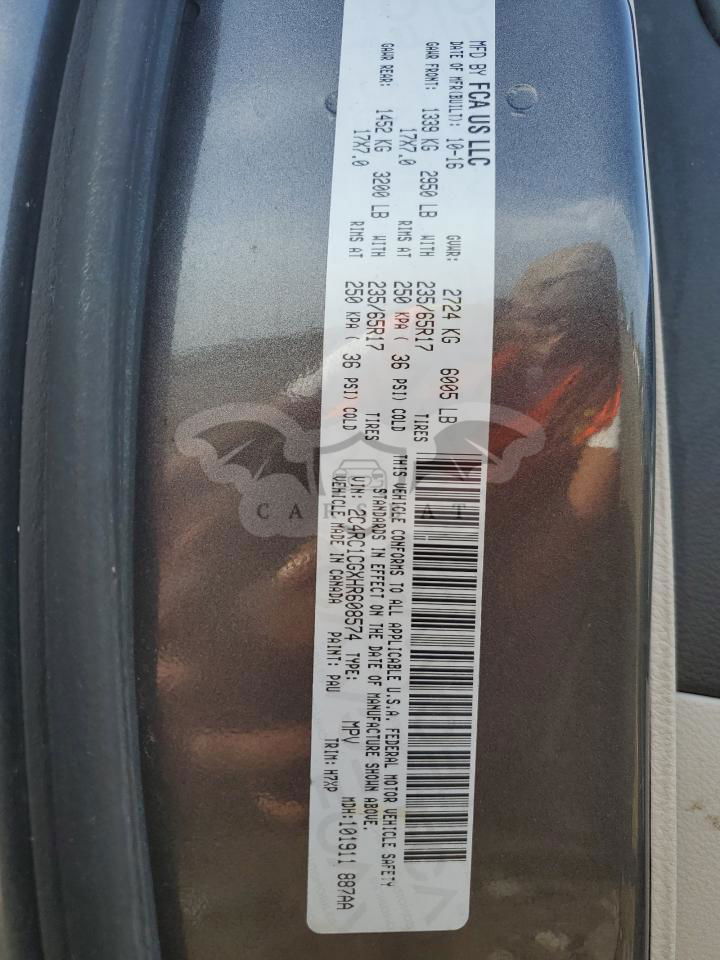 MFD BY FCA US LLC
DATE OF MFR(BUILT): 10-16 GVWR: 2724 KG 6005 LB
GAWR FRONT: 1339 KG 2950 LB WITH 235/65R17 TIRES
17X7.0 RIMS AT 250 KPA ( 36 PSI) COLD
GAWR REAR: 1452 KG 3200 LB WITH 235/65R17 TIRES
17X7.0 RIMS AT 250 KPA ( 36 PSI) COLD
THIS VEHICLE CONFORMS TO ALL APPLICABLE U.S.A. FEDERAL MOTOR VEHICLE SAFETY
STANDARDS IN EFFECT ON THE DATE OF MANUFACTURE SHOWN ABOVE.
VIN: 2C4RC1CGXHR608574 TYPE: MPV MDH:101911 887AA
VEHICLE MADE IN CANADA PAINT: PAU TRIM: H7XP